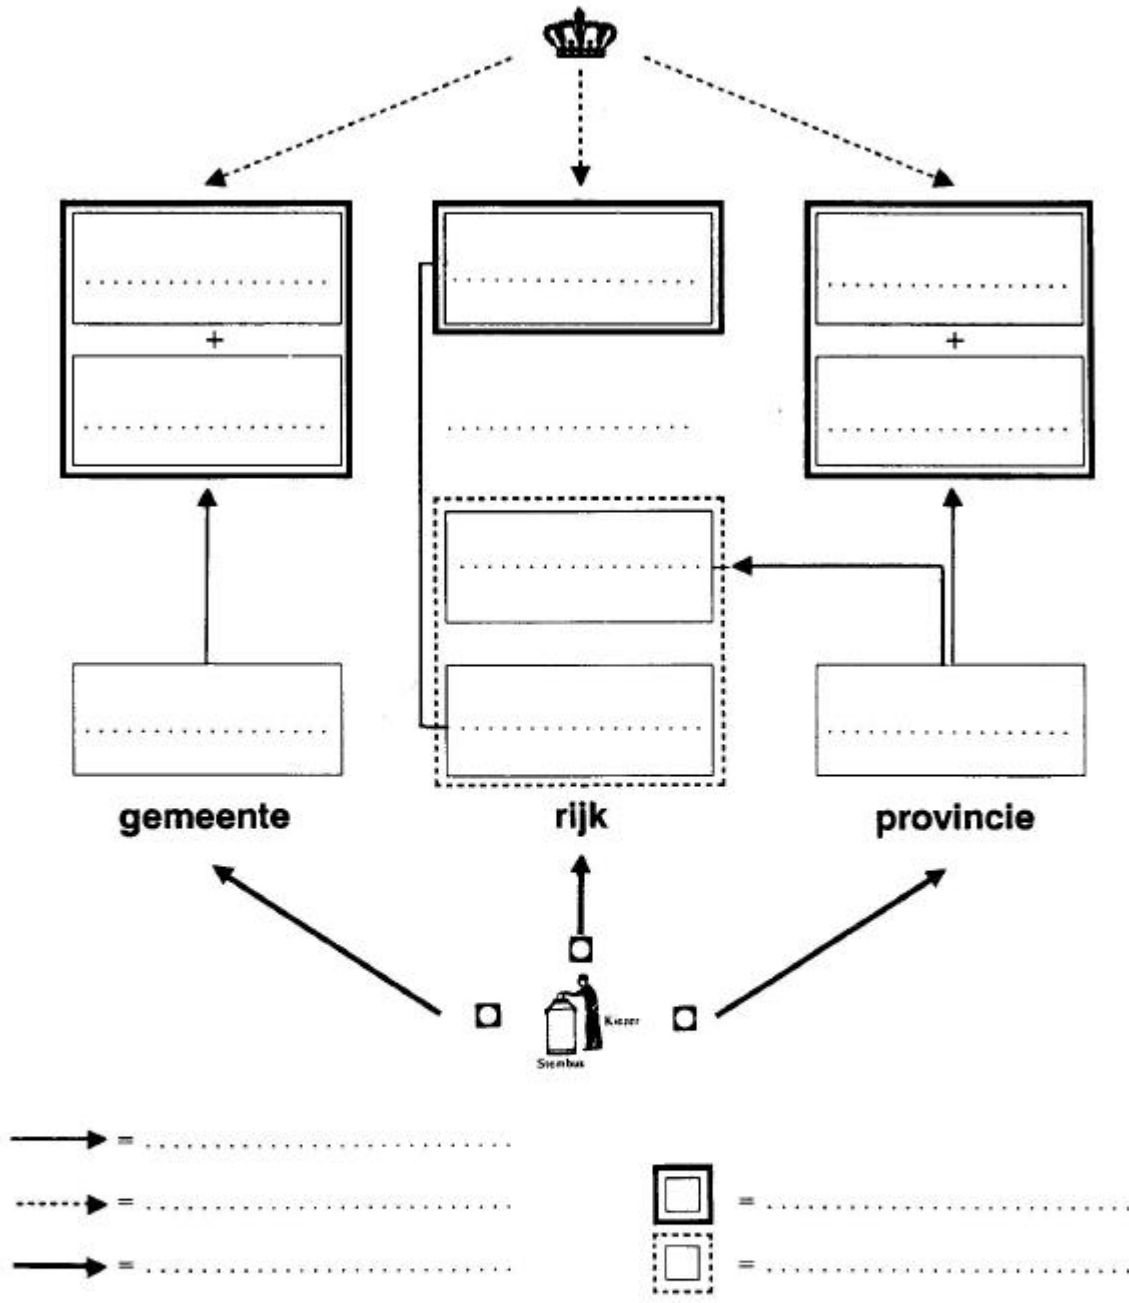 +
+
gemeente
rijk
provincie
Kiezer
Stembus
=
=
=
=
=